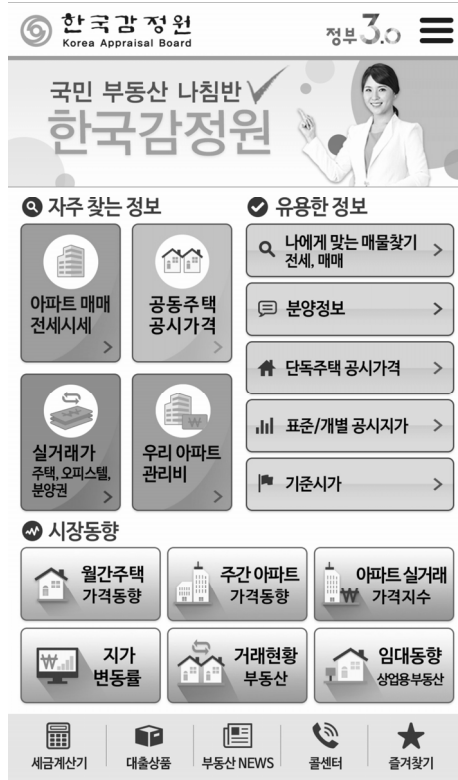 한국감정원
Korea Appraisal Board
정부3.0
국민 부동산 나침반
한국감정원
자주 찾는 정보
아파트 매매
전세시세
공동주택
공시가격
실거래가
주택, 오피스텔,
분양권
우리 아파트
관리비
유용한 정보
나에게 맞는 매물찾기
전세, 매매
분양정보
단독주택 공시가격
표준/개별 공시지가
기준시가
시장동향
월간주택
가격동향
주간 아파트
가격동향
아파트 실거래
가격지수
지가
변동률
거래현황
부동산
임대동향
상업용부동산
세금계산기
대출상품
부동산 NEWS
콜센터
즐겨찾기